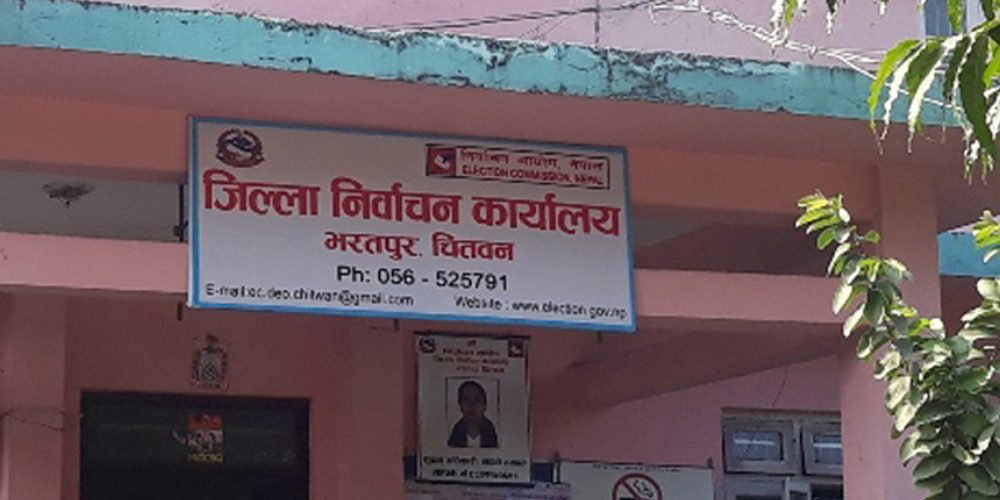 निर्वाचन आयोग, नेपाल
ELECTION COMMISSION, NEPAL
जिल्ला निर्वाचन कार्यालय
भरतपुर, चितवन
Ph: 056 - 525791
E-mail:ec.deo.chitwan@gmail.com Website : www.election.gov.np